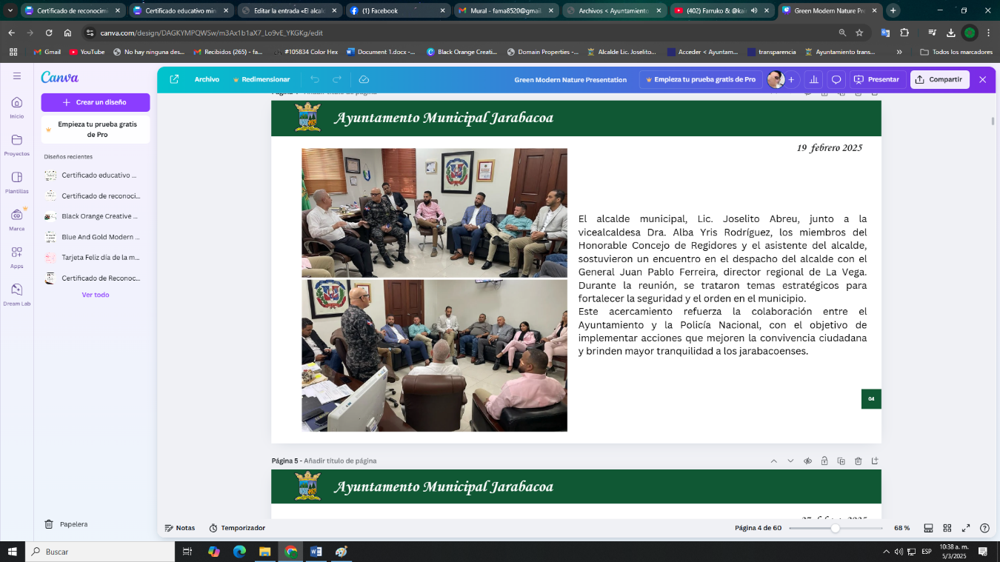 Certificado de reconocimi
Certificado educativo min
Editar la entrada «El alcald
(1) Facebook
Mural - fama8520@gmail.
Archivos < Ayuntamiento
(402) Farruko & @kai
Green Modern Nature Pre
canva.com/design/DAGKYMPQWSw/m3Ax1b1aX7_Lo9vE_YKGKg/edit
Gmail
YouTube
No hay ninguna des...
Recibidos (265) - fa...
#105834 Color Hex
Document 1.docx -...
Black Orange Creati...
Domain Properties -...
Alcalde Lic. Joselito...
Acceder < Ayuntam...
transparencia
Ayuntamiento trans...
Todos los marcadores
Canva
Archivo
Redimensionar
Green Modern Nature Presentation
Empieza tu prueba gratis de Pro
Presentar
Compartir
Inicio
Proyectos
Plantillas
Marca
Apps
Dream Lab
Crear un diseño
Empieza tu prueba gratis
de Pro
Diseños recientes
Certificado educativo ...
Certificado de reconoci...
Black Orange Creative ...
Blue And Gold Modern ...
Tarjeta Feliz día de la m...
Certificado de Reconoc...
Ver todo
Papelera
Ayuntamento Municipal Jarabacoa
19 febrero 2025
El alcalde municipal, Lic. Joselito Abreu, junto a la
vicealcaldesa Dra. Alba Yris Rodríguez, los miembros del
Honorable Concejo de Regidores y el asistente del alcalde,
sostuvieron un encuentro en el despacho del alcalde con el
General Juan Pablo Ferreira, director regional de La Vega.
Durante la reunión, se trataron temas estratégicos para
fortalecer la seguridad y el orden en el municipio.
Este acercamiento refuerza la colaboración entre el
Ayuntamiento y la Policía Nacional, con el objetivo de
implementar acciones que mejoren la convivencia ciudadana
y brinden mayor tranquilidad a los jarabacoenses.
04
Página 5 - Añadir título de página
Ayuntamento Municipal Jarabacoa
Notas
Temporizador
Página 4 de 60
68 %
Buscar
ESP
10:38 a. m.
5/3/2025